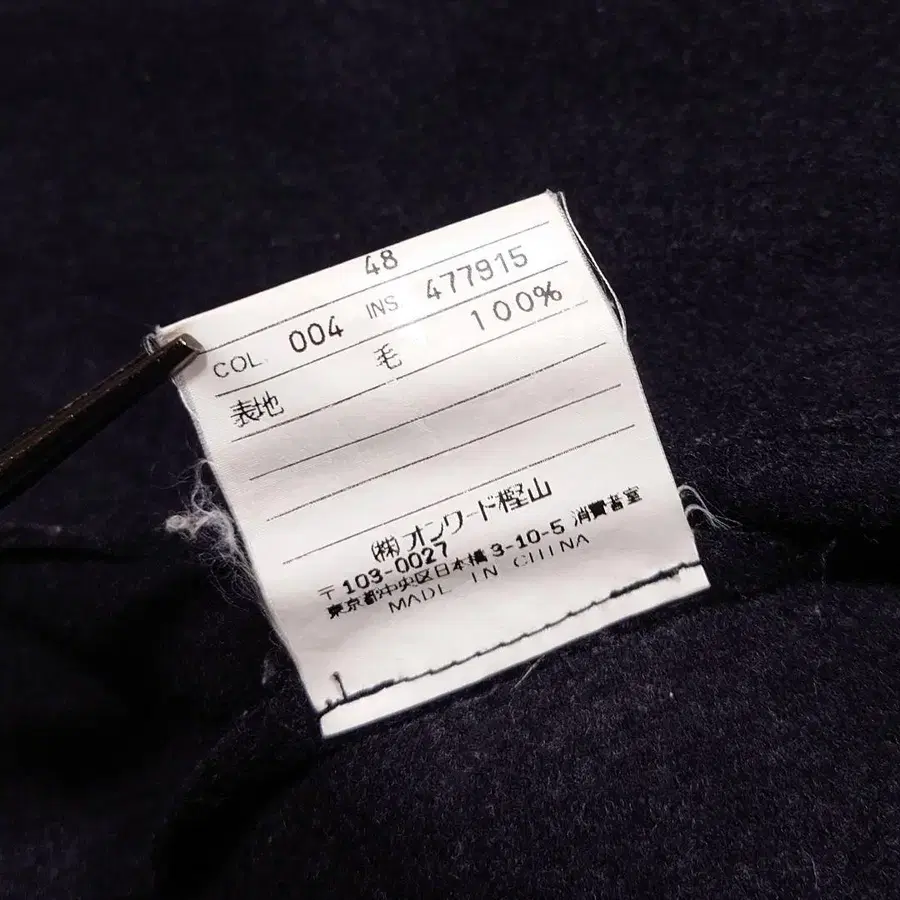 48
COL. 004 INS. 477915
表地 毛 100%
(株)オンワード樫山
〒103-0027
東京都中央区日本橋3-10-5 消費者室
MADE IN CHINA